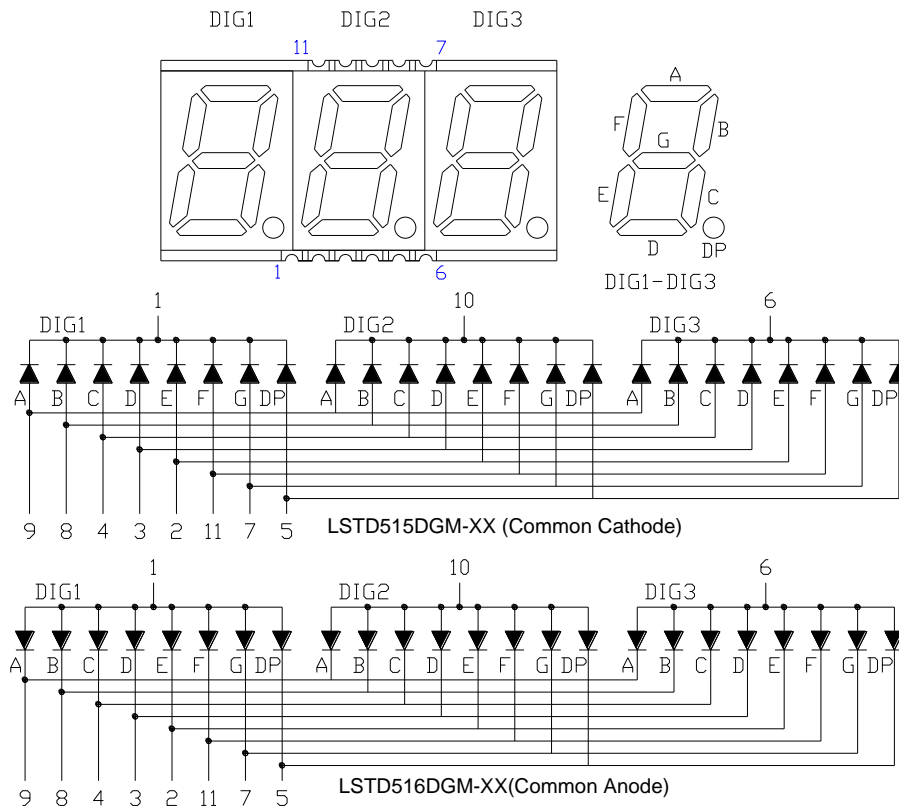 DIG1 DIG2 DIG3
11 7
A
F B
G
E C
D DP
1 6
DIG1-DIG3
1 10 6
DIG1 DIG2 DIG3
A B C D E F G DP A B C D E F G DP A B C D E F G DP
9 8 4 3 2 11 7 5
LSTD515DGM-XX (Common Cathode)
1 10 6
DIG1 DIG2 DIG3
A B C D E F G DP A B C D E F G DP A B C D E F G DP
9 8 4 3 2 11 7 5
LSTD516DGM-XX(Common Anode)